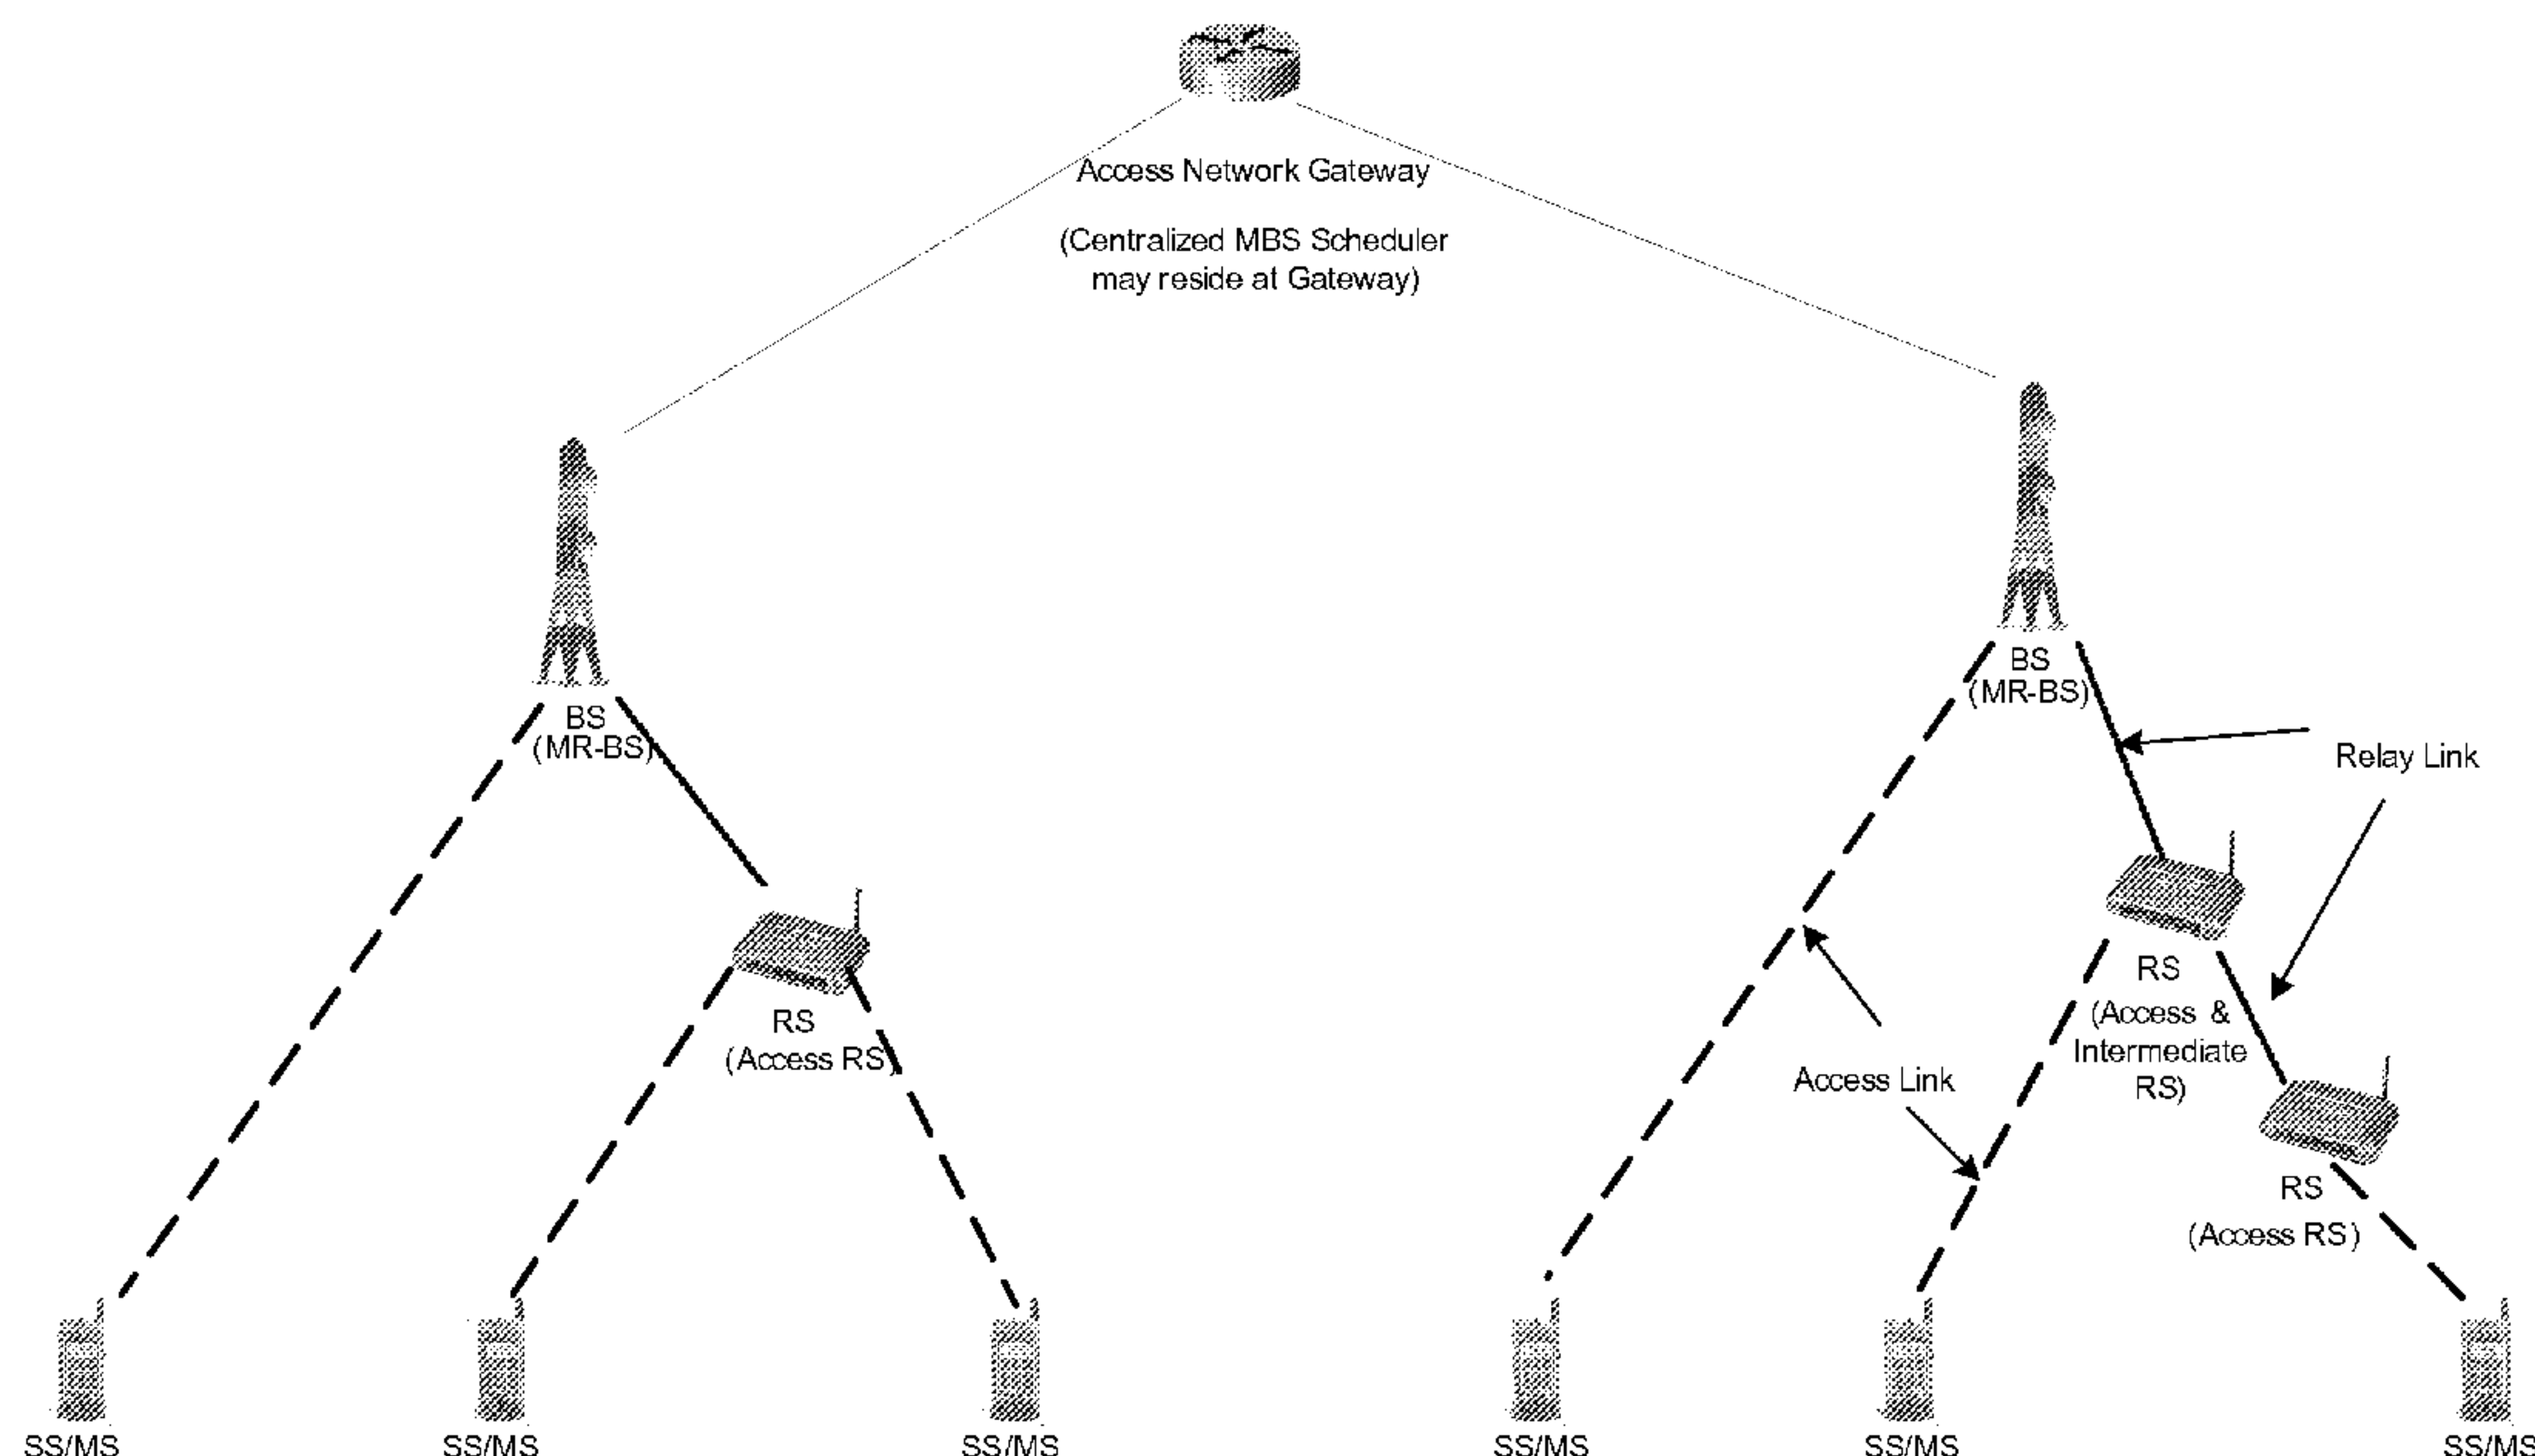 Access Network Gateway
(Centralized MBS Scheduler
may reside at Gateway)
BS
(MR-BS)
BS
(MR-BS)
Relay Link
RS
(Access &
Intermediate
RS)
RS
(Access RS)
Access Link
RS
(Access RS)
SS/MS
SS/MS
SS/MS
SS/MS
SS/MS
SS/MS